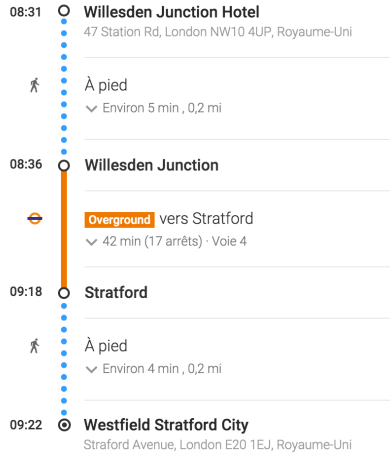 08:31 Willesden Junction Hotel
47 Station Rd, London NW10 4UP, Royaume-Uni
À pied
Environ 5 min , 0,2 mi
08:36 Willesden Junction
Overground vers Stratford
42 min (17 arrêts) · Voie 4
09:18 Stratford
À pied
Environ 4 min , 0,2 mi
09:22 Westfield Stratford City
Straford Avenue, London E20 1EJ, Royaume-Uni